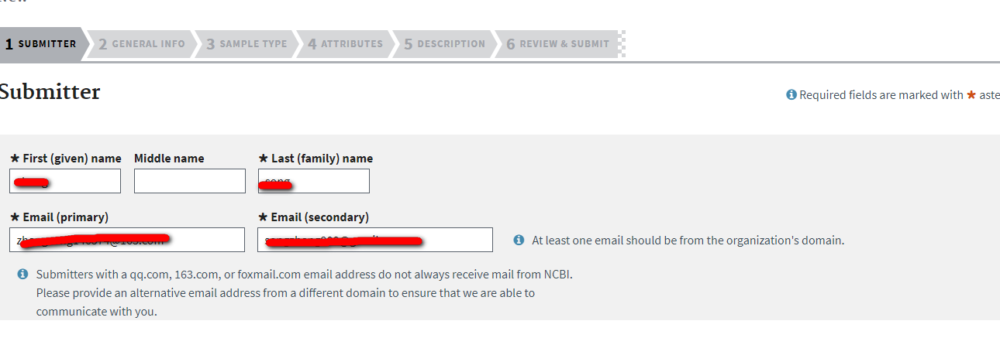 1 SUBMITTER 2 GENERAL INFO 3 SAMPLE TYPE 4 ATTRIBUTES 5 DESCRIPTION 6 REVIEW & SUBMIT
Submitter
Required fields are marked with * aste
* First (given) name Middle name * Last (family) name
* Email (primary) * Email (secondary)
At least one email should be from the organization's domain.
Submitters with a qq.com, 163.com, or foxmail.com email address do not always receive mail from NCBI.
Please provide an alternative email address from a different domain to ensure that we are able to
communicate with you.